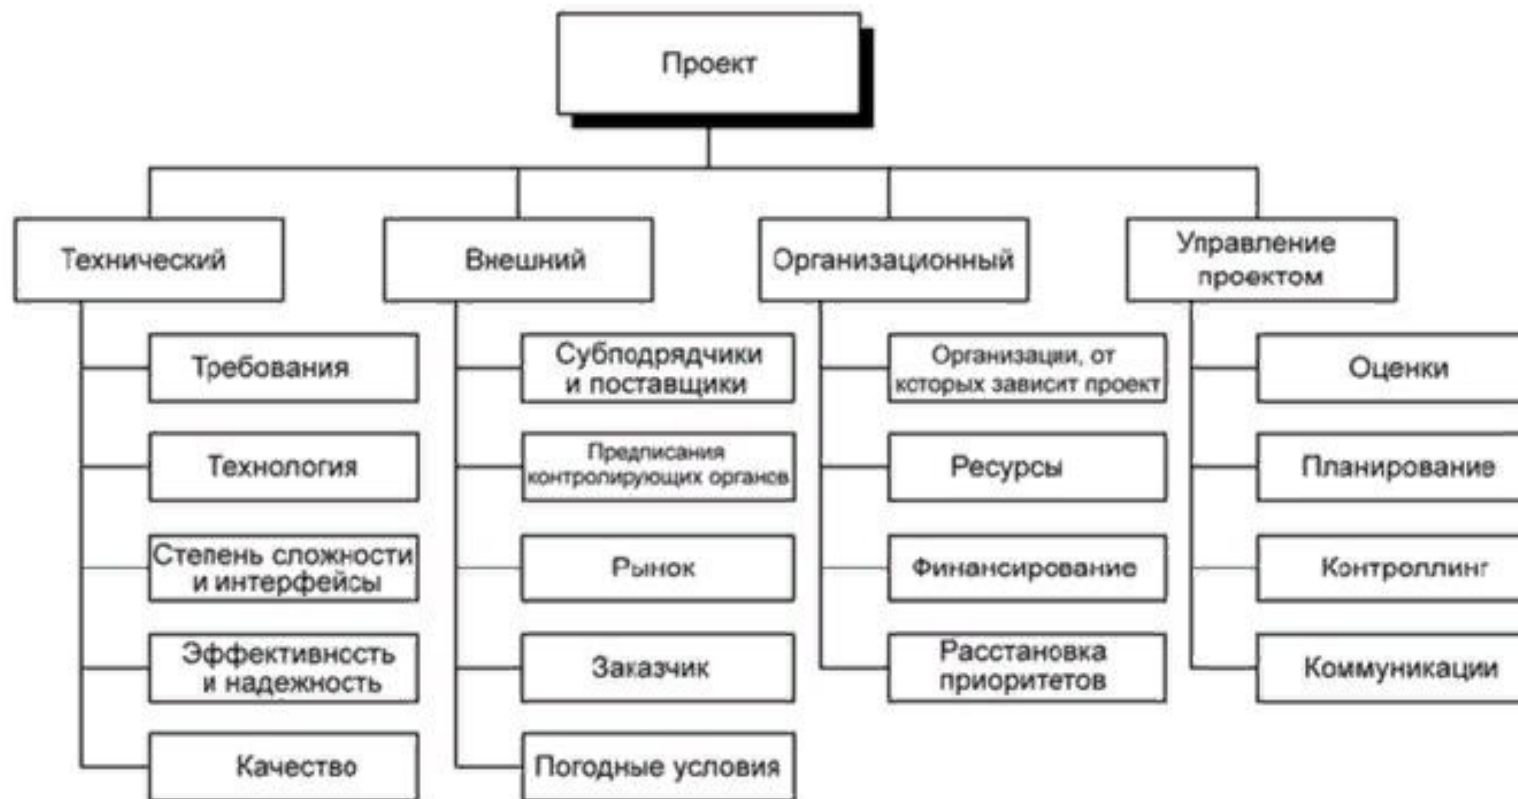 Проект
Технический
Внешний
Организационный
Управление
проектом
Требования
Технология
Степень сложности
и интерфейсы
Эффективность
и надежность
Качество
Субподрядчики
и поставщики
Предписания
контролирующих органов
Рынок
Заказчик
Погодные условия
Организации, от
которых зависит проект
Ресурсы
Финансирование
Расстановка
приоритетов
Оценки
Планирование
Контроллинг
Коммуникации